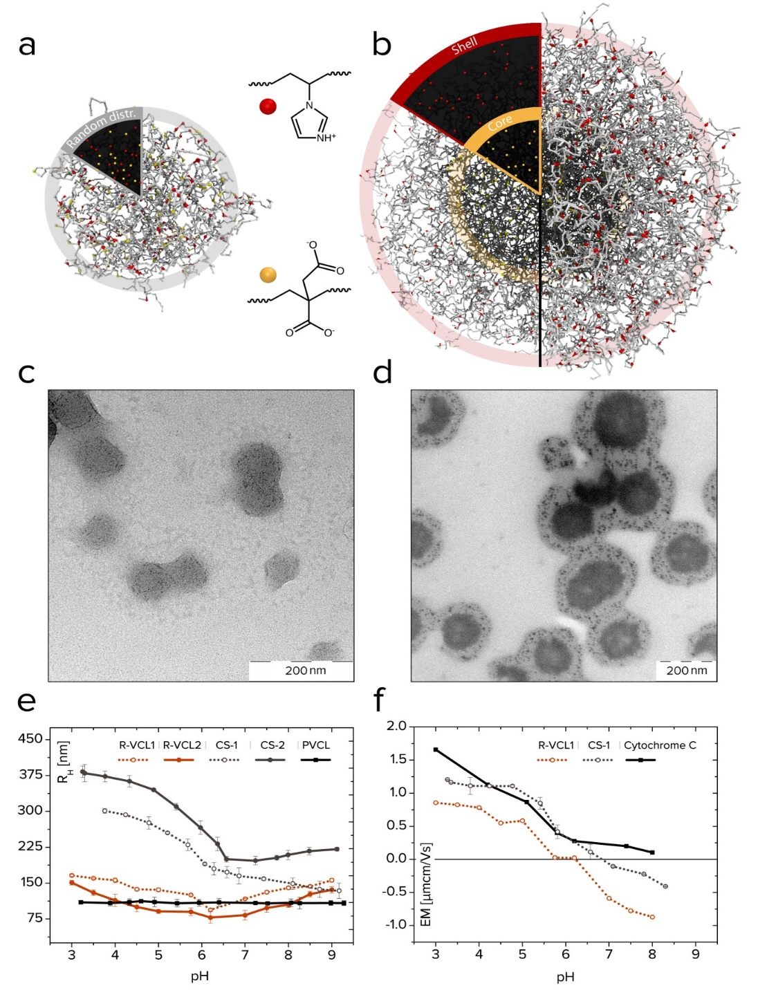 a
b
Random distr.
Shell
Core
N
NH+
-O
O
O
O-
c
d
200 nm
200 nm
e
f
R-VCL1 | R-VCL2 | CS-1 | CS-2 | PVCL
RH [nm]
450
375
300
225
150
75
3 4 5 6 7 8 9
pH
R-VCL1 | CS-1 | Cytochrome C
EM [µmcm/Vs]
2.0
1.5
1.0
0.5
0.0
-0.5
-1.0
3 4 5 6 7 8 9
pH